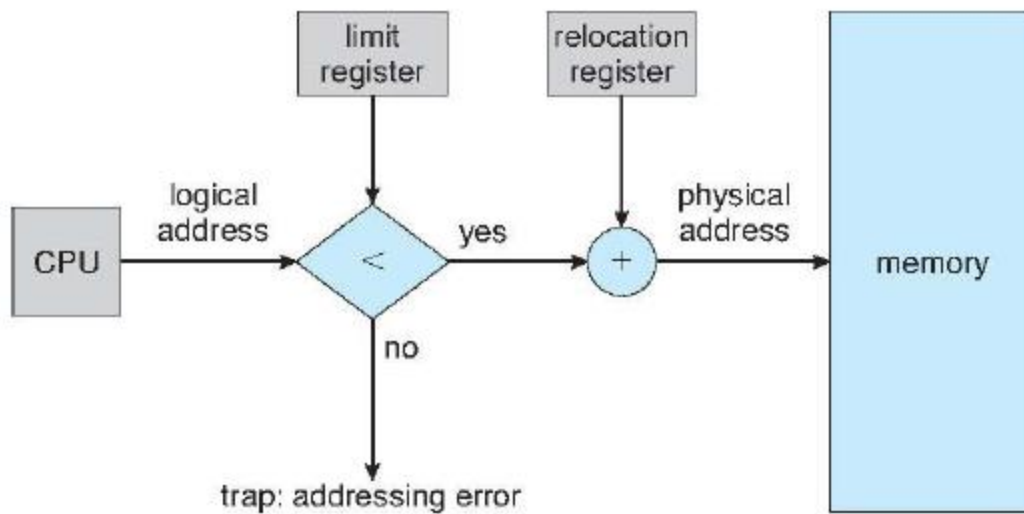 limit
register
relocation
register
logical
address
physical
address
CPU
<
yes
+
memory
no
trap: addressing error